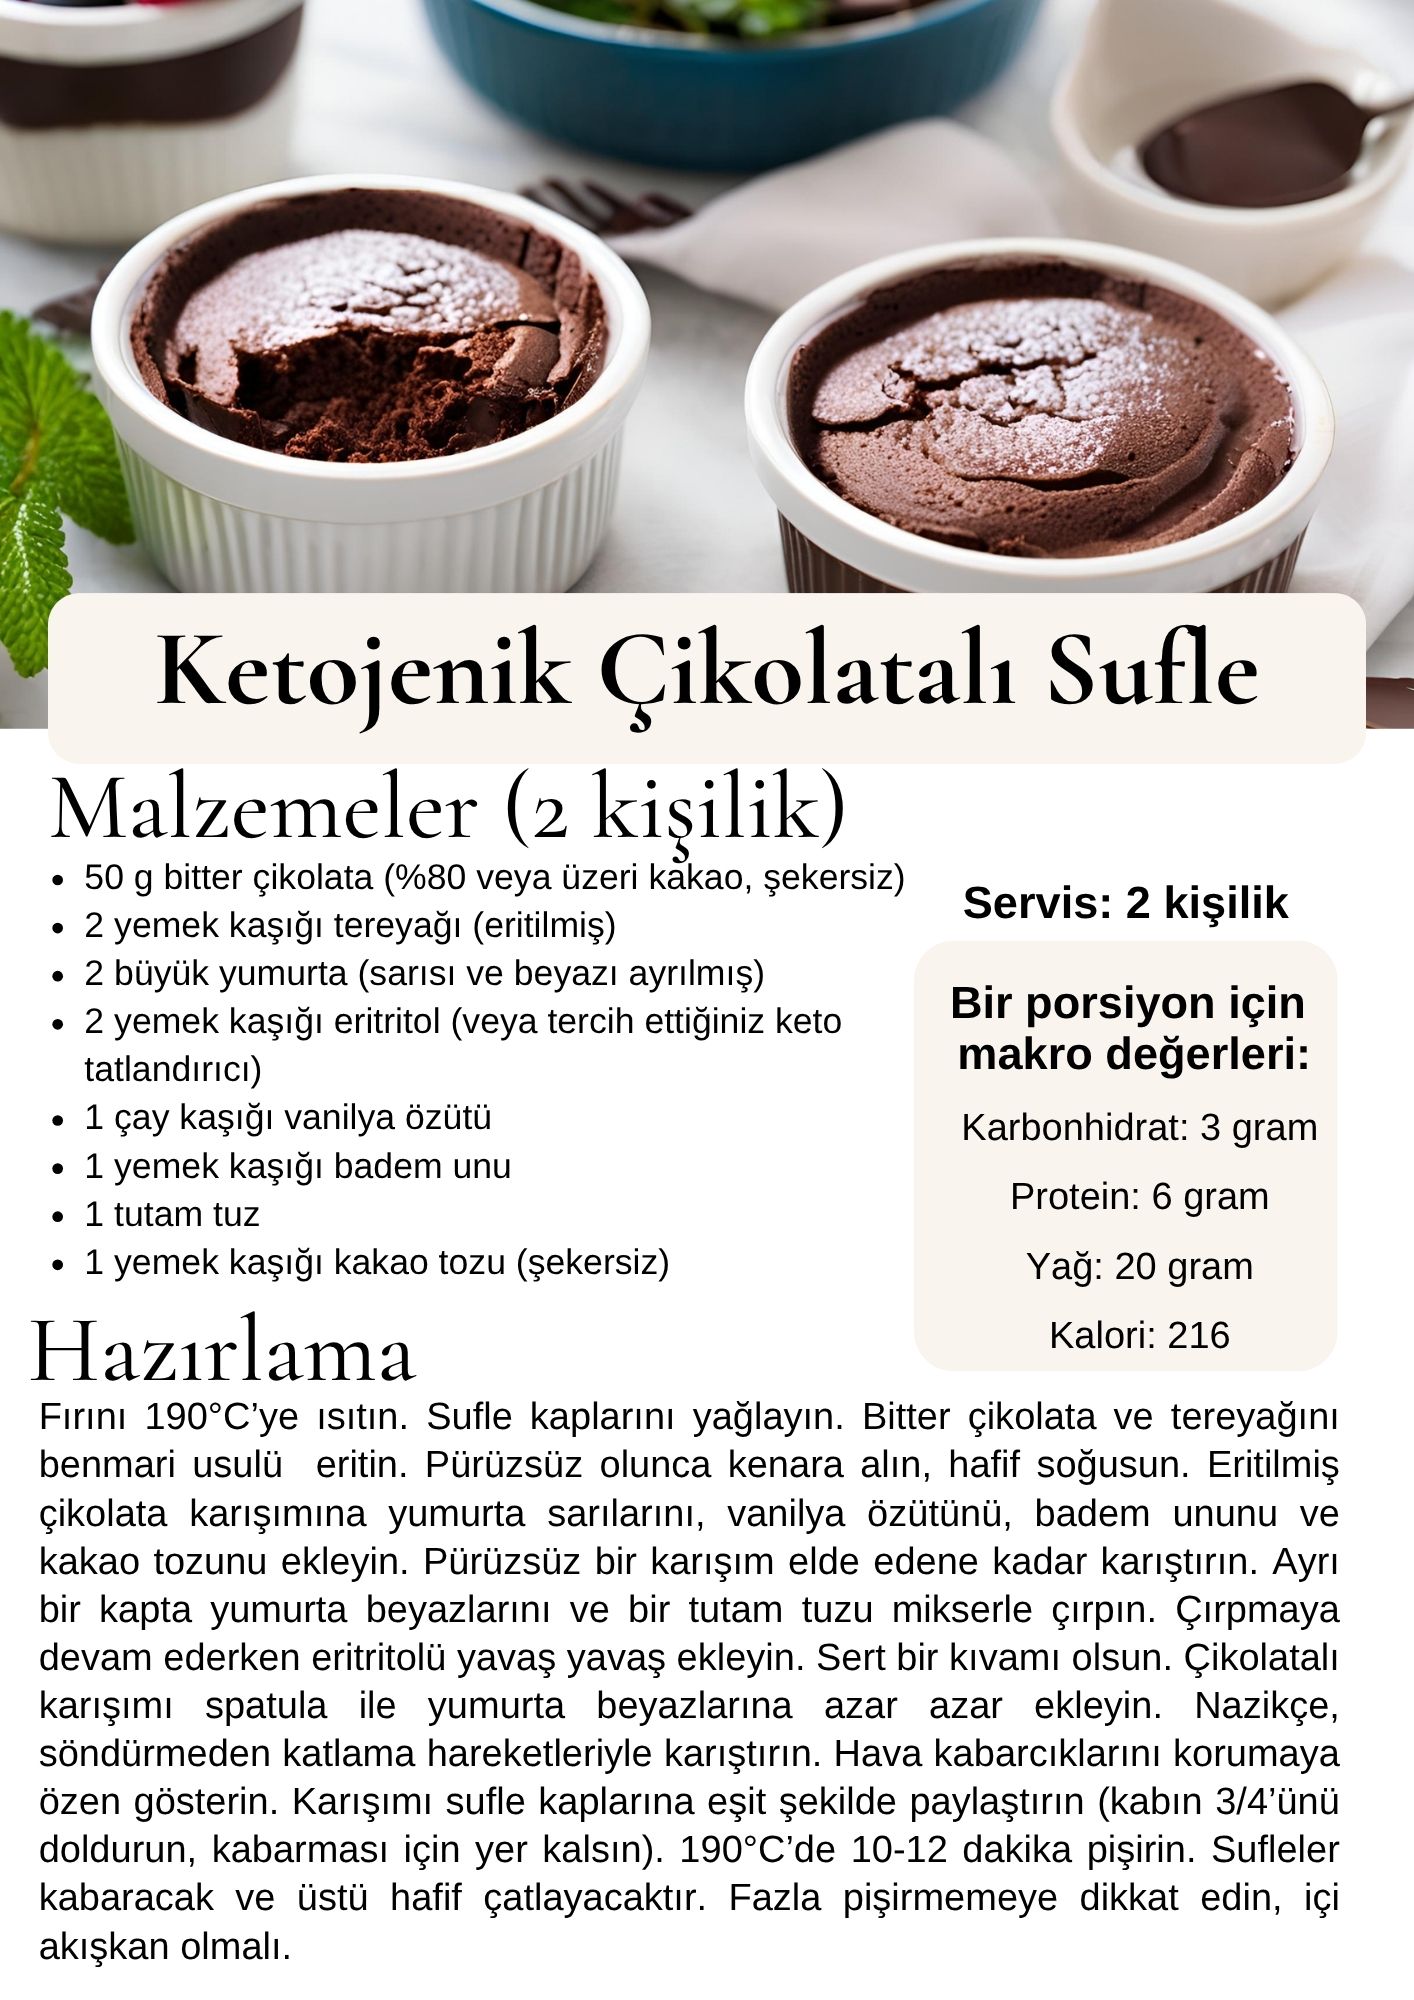 Ketojenik Çikolatalı Sufle
Malzemeler (2 kişilik)
• 50 g bitter çikolata (%80 veya üzeri kakao, şekersiz)
• 2 yemek kaşığı tereyağı (eritilmiş)
• 2 büyük yumurta (sarısı ve beyazı ayrılmış)
• 2 yemek kaşığı eritritol (veya tercih ettiğiniz keto
tatlandırıcı)
• 1 çay kaşığı vanilya özütü
• 1 yemek kaşığı badem unu
• 1 tutam tuz
• 1 yemek kaşığı kakao tozu (şekersiz)
Servis: 2 kişilik
Bir porsiyon için
makro değerleri:
Karbonhidrat: 3 gram
Protein: 6 gram
Yağ: 20 gram
Kalori: 216
Hazırlama
Fırını 190°C’ye ısıtın. Sufle kaplarını yağlayın. Bitter çikolata ve tereyağını
benmari usulü eritin. Pürüzsüz olunca kenara alın, hafif soğusun. Eritilmiş
çikolata karışımına yumurta sarılarını, vanilya özütünü, badem ununu ve
kakao tozunu ekleyin. Pürüzsüz bir karışım elde edene kadar karıştırın. Ayrı
bir kapta yumurta beyazlarını ve bir tutam tuzu mikserle çırpın. Çırpmaya
devam ederken eritritolü yavaş yavaş ekleyin. Sert bir kıvamı olsun. Çikolatalı
karışımı spatula ile yumurta beyazlarına azar azar ekleyin. Nazikçe,
söndürmeden katlama hareketleriyle karıştırın. Hava kabarcıklarını korumaya
özen gösterin. Karışımı sufle kaplarına eşit şekilde paylaştırın (kabın 3/4’ünü
doldurun, kabarması için yer kalsın). 190°C’de 10-12 dakika pişirin. Sufleler
kabaracak ve üstü hafif çatlayacaktır. Fazla pişirmemeye dikkat edin, içi
akışkan olmalı.